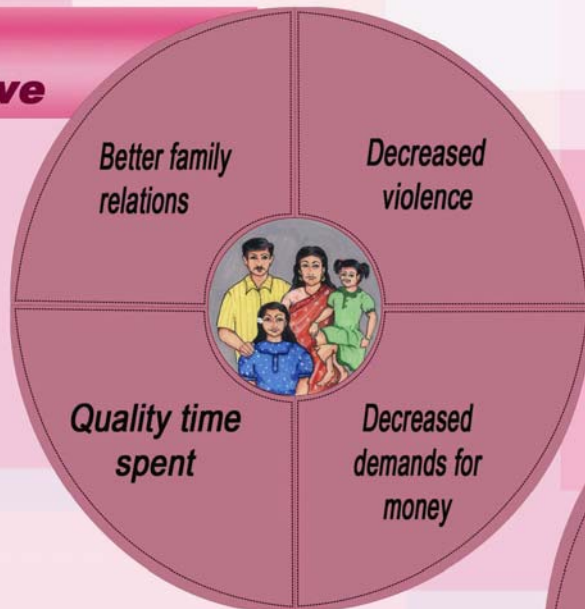 ve
Better family
relations
Decreased
violence
Quality time
spent
Decreased
demands for
money